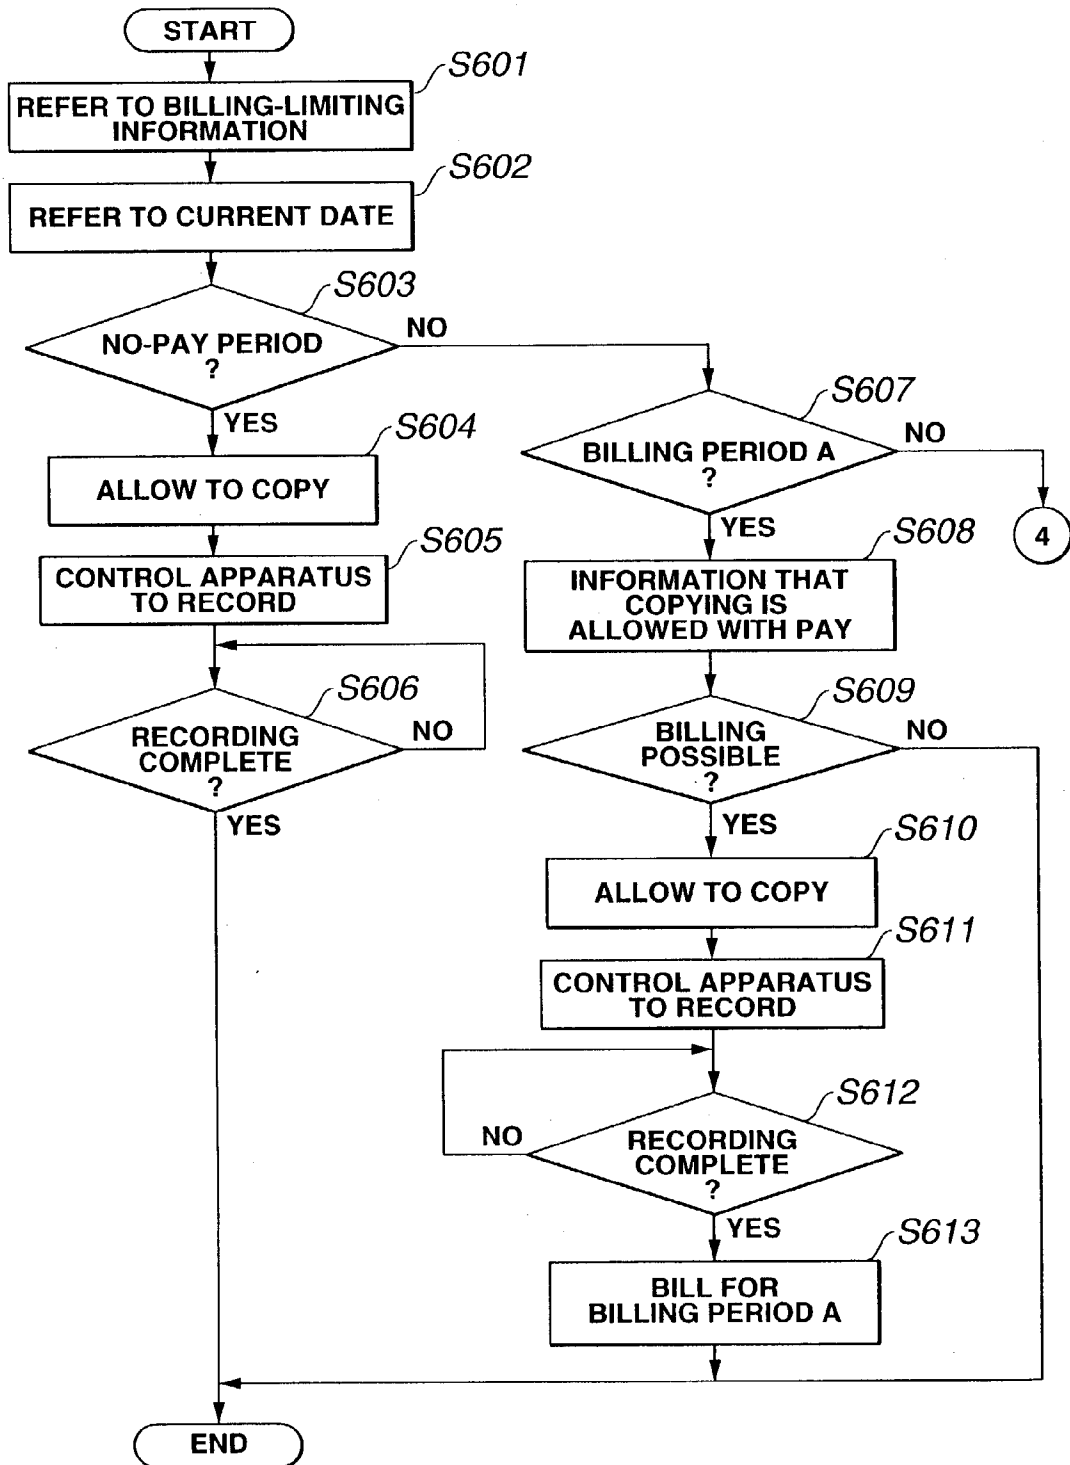 START
S601
REFER TO BILLING-LIMITING
INFORMATION
S602
REFER TO CURRENT DATE
S603
NO-PAY PERIOD
?
NO
YES
S604
ALLOW TO COPY
S605
CONTROL APPARATUS
TO RECORD
S606
RECORDING
COMPLETE
?
NO
YES
S607
BILLING PERIOD A
?
NO
4
YES
S608
INFORMATION THAT
COPYING IS
ALLOWED WITH PAY
S609
BILLING
POSSIBLE
?
NO
YES
S610
ALLOW TO COPY
S611
CONTROL APPARATUS
TO RECORD
S612
RECORDING
COMPLETE
?
NO
YES
S613
BILL FOR
BILLING PERIOD A
END